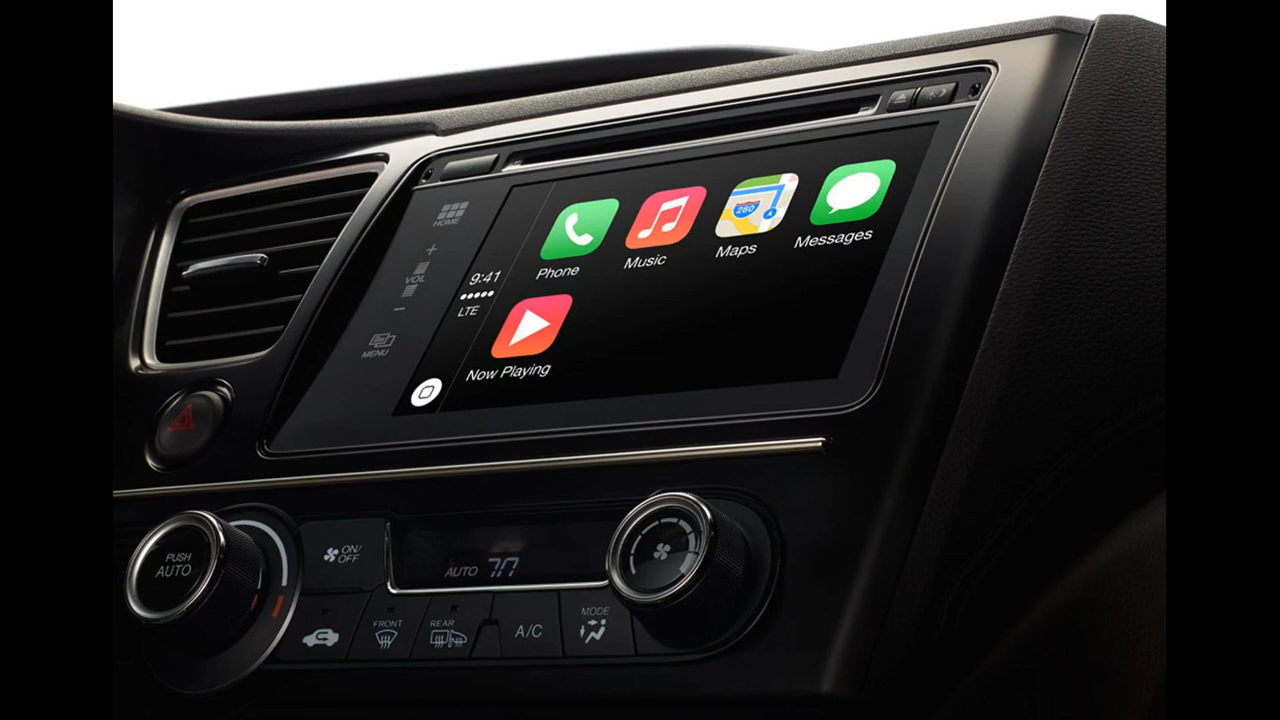 HOME
+
VOL
−
MENU
9:41
LTE
Phone
Music
Maps
280
Messages
Now Playing
PUSH
AUTO
ON/
OFF
AUTO 70
FRONT
REAR
A/C
MODE